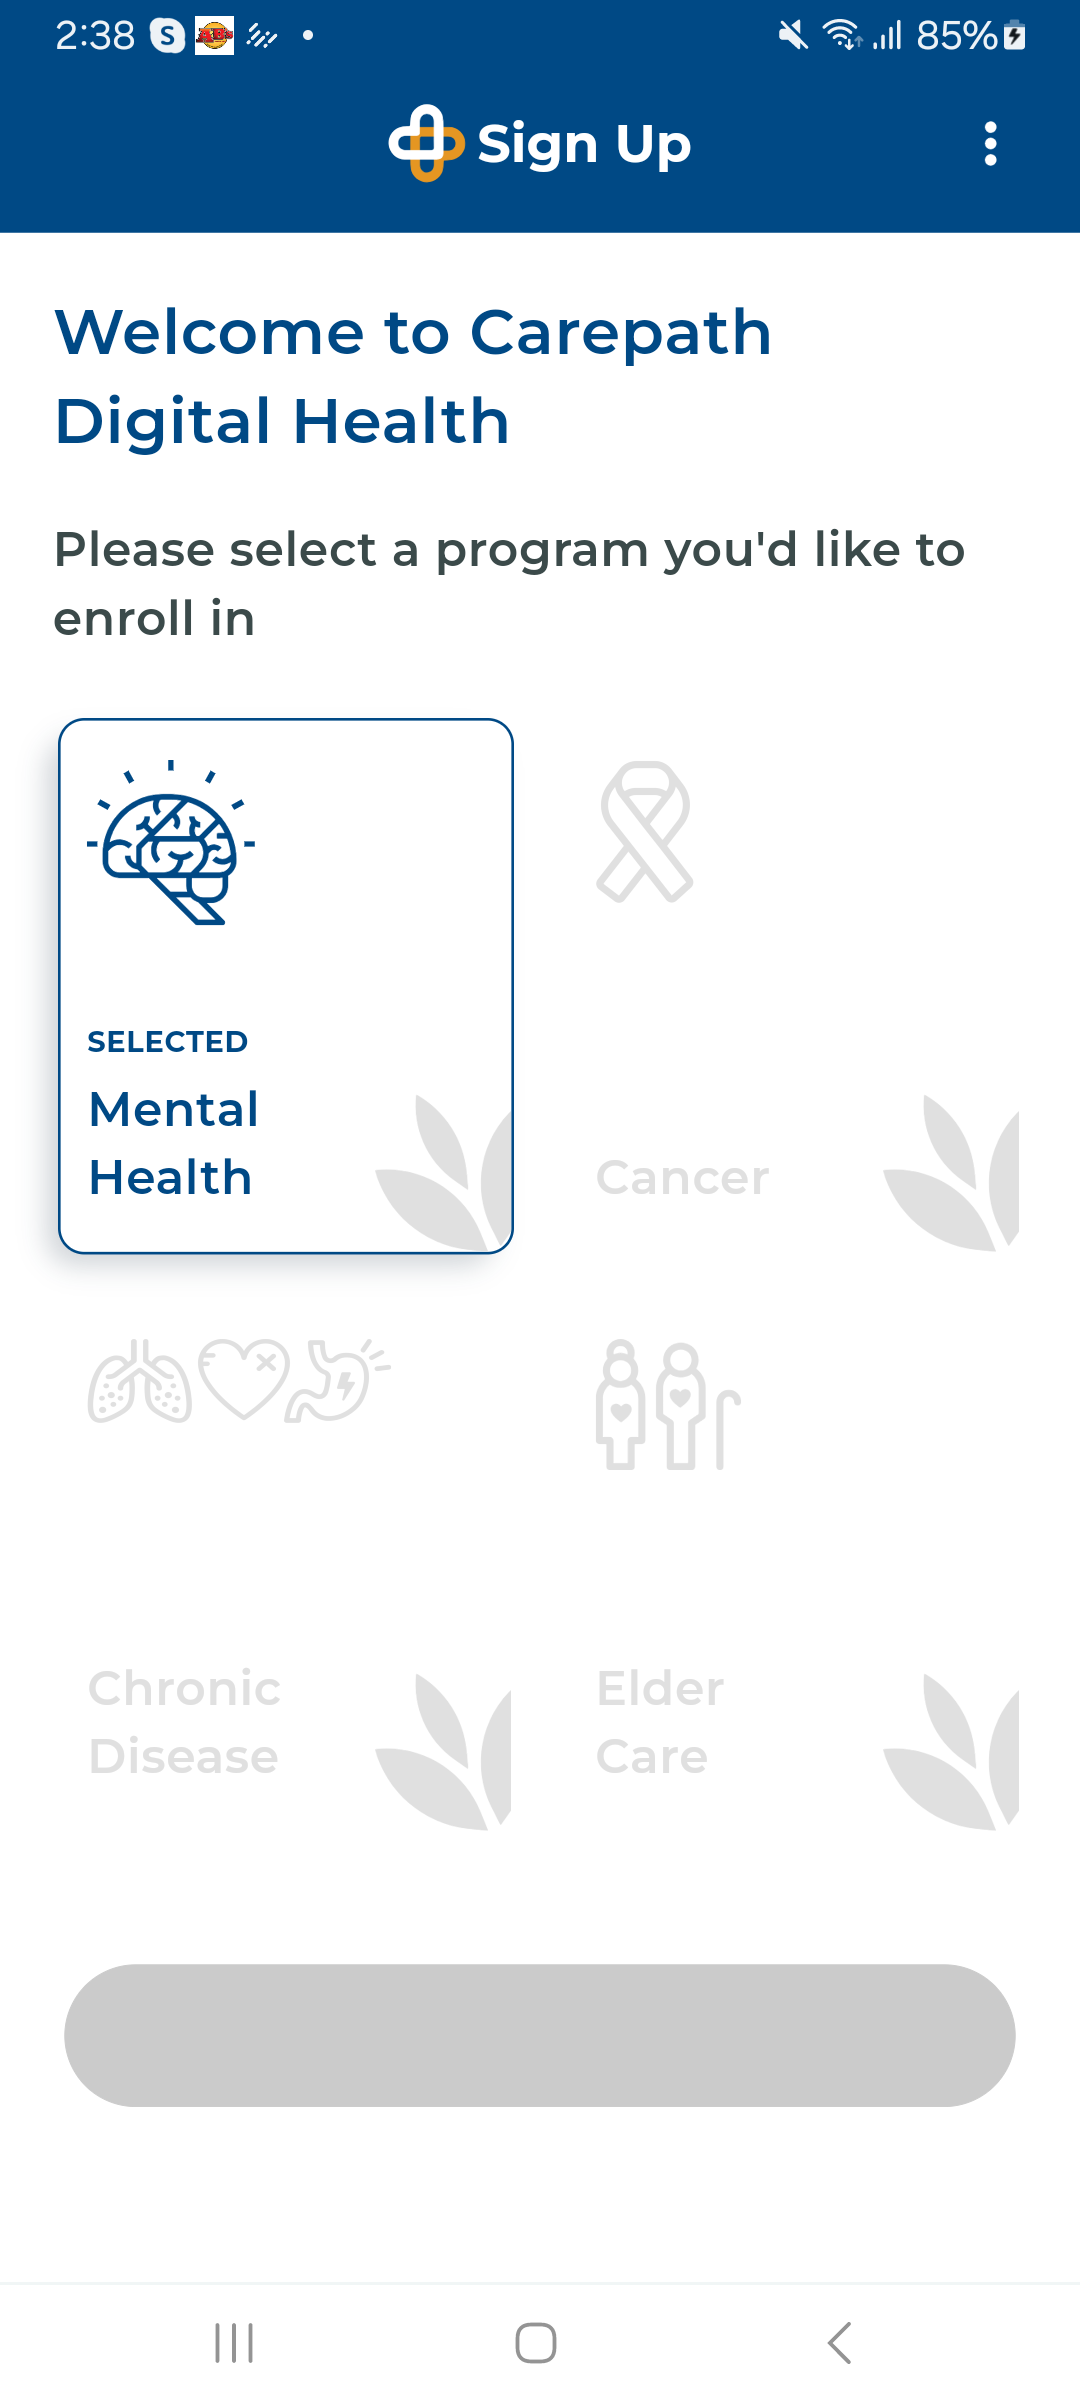 2:38
85%
Sign Up
Welcome to Carepath
Digital Health
Please select a program you'd like to
enroll in
SELECTED
Mental
Health
Cancer
Chronic
Disease
Elder
Care